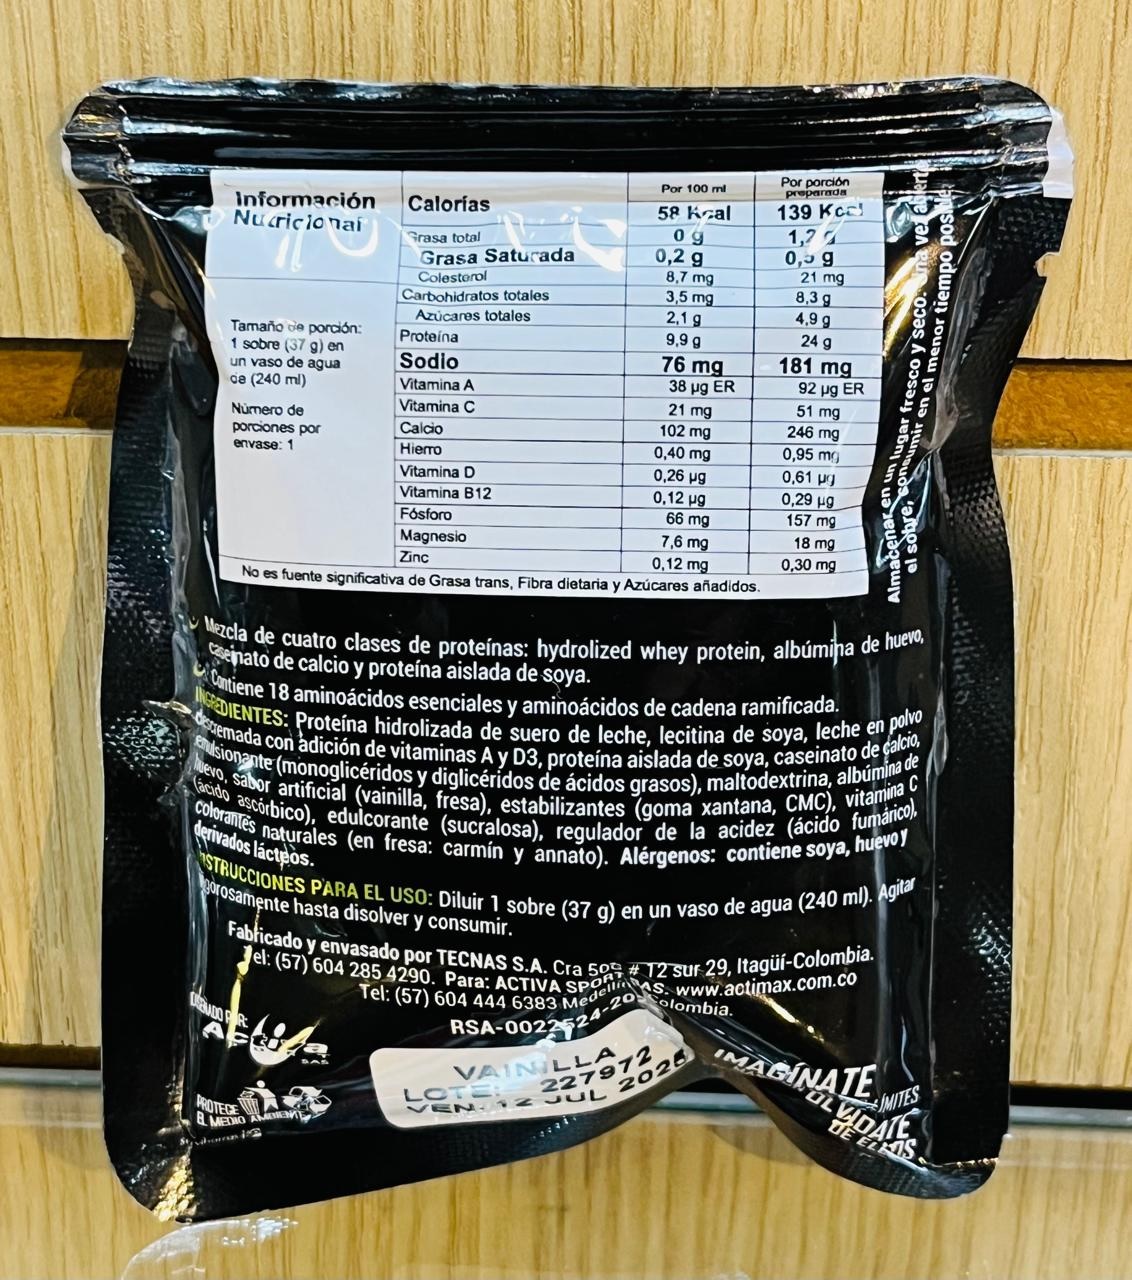 Información
Nutricional
Tamaño de porción:
1 sobre (37 g) en
un vaso de agua
de (240 ml)
Número de
porciones por
envase: 1
Por 100 ml Por porción preparada
Calorías 58 Kcal 139 Kcal
Grasa total 0 g 1,2 g
Grasa Saturada 0,2 g 0,5 g
Colesterol 8,7 mg 21 mg
Carbohidratos totales 3,5 mg 8,3 g
Azúcares totales 2,1 g 4,9 g
Proteína 9,9 g 24 g
Sodio 76 mg 181 mg
Vitamina A 38 µg ER 92 µg ER
Vitamina C 21 mg 51 mg
Calcio 102 mg 246 mg
Hierro 0,40 mg 0,95 mg
Vitamina D 0,26 µg 0,61 µg
Vitamina B12 0,12 µg 0,29 µg
Fósforo 66 mg 157 mg
Magnesio 7,6 mg 18 mg
Zinc 0,12 mg 0,30 mg
No es fuente significativa de Grasa trans, Fibra dietaria y Azúcares añadidos.
Almacenar en un lugar fresco y seco. Una vez abierto
el sobre, consumir en el menor tiempo posible.
Mezcla de cuatro clases de proteínas: hydrolized whey protein, albúmina de huevo,
caseinato de calcio y proteína aislada de soya.
Contiene 18 aminoácidos esenciales y aminoácidos de cadena ramificada.
INGREDIENTES: Proteína hidrolizada de suero de leche, lecitina de soya, leche en polvo
descremada con adición de vitaminas A y D3, proteína aislada de soya, caseinato de calcio,
emulsionante (monoglicéridos y diglicéridos de ácidos grasos), maltodextrina, albúmina de
huevo, sabor artificial (vainilla, fresa), estabilizantes (goma xantana, CMC), vitamina C
(ácido ascórbico), edulcorante (sucralosa), regulador de la acidez (ácido fumárico),
colorantes naturales (en fresa: carmín y annato). Alérgenos: contiene soya, huevo y
derivados lácteos.
INSTRUCCIONES PARA EL USO: Diluir 1 sobre (37 g) en un vaso de agua (240 ml). Agitar
vigorosamente hasta disolver y consumir.
Fabricado y envasado por TECNAS S.A. Cra 50G # 12 sur 29, Itagüí-Colombia.
Tel: (57) 604 285 4290. Para: ACTIVA SPORT SAS. www.actimax.com.co
Tel: (57) 604 444 6383 Medellín Colombia.
DISEÑADO POR:
Activa
SAS
VAINILLA
LOTE: 227972
VEN: 12 JUL 2026
PROTEGE
EL MEDIO AMBIENTE
IMAGÍNATE
LÍMITES
OLVÍDATE
DE ELLOS